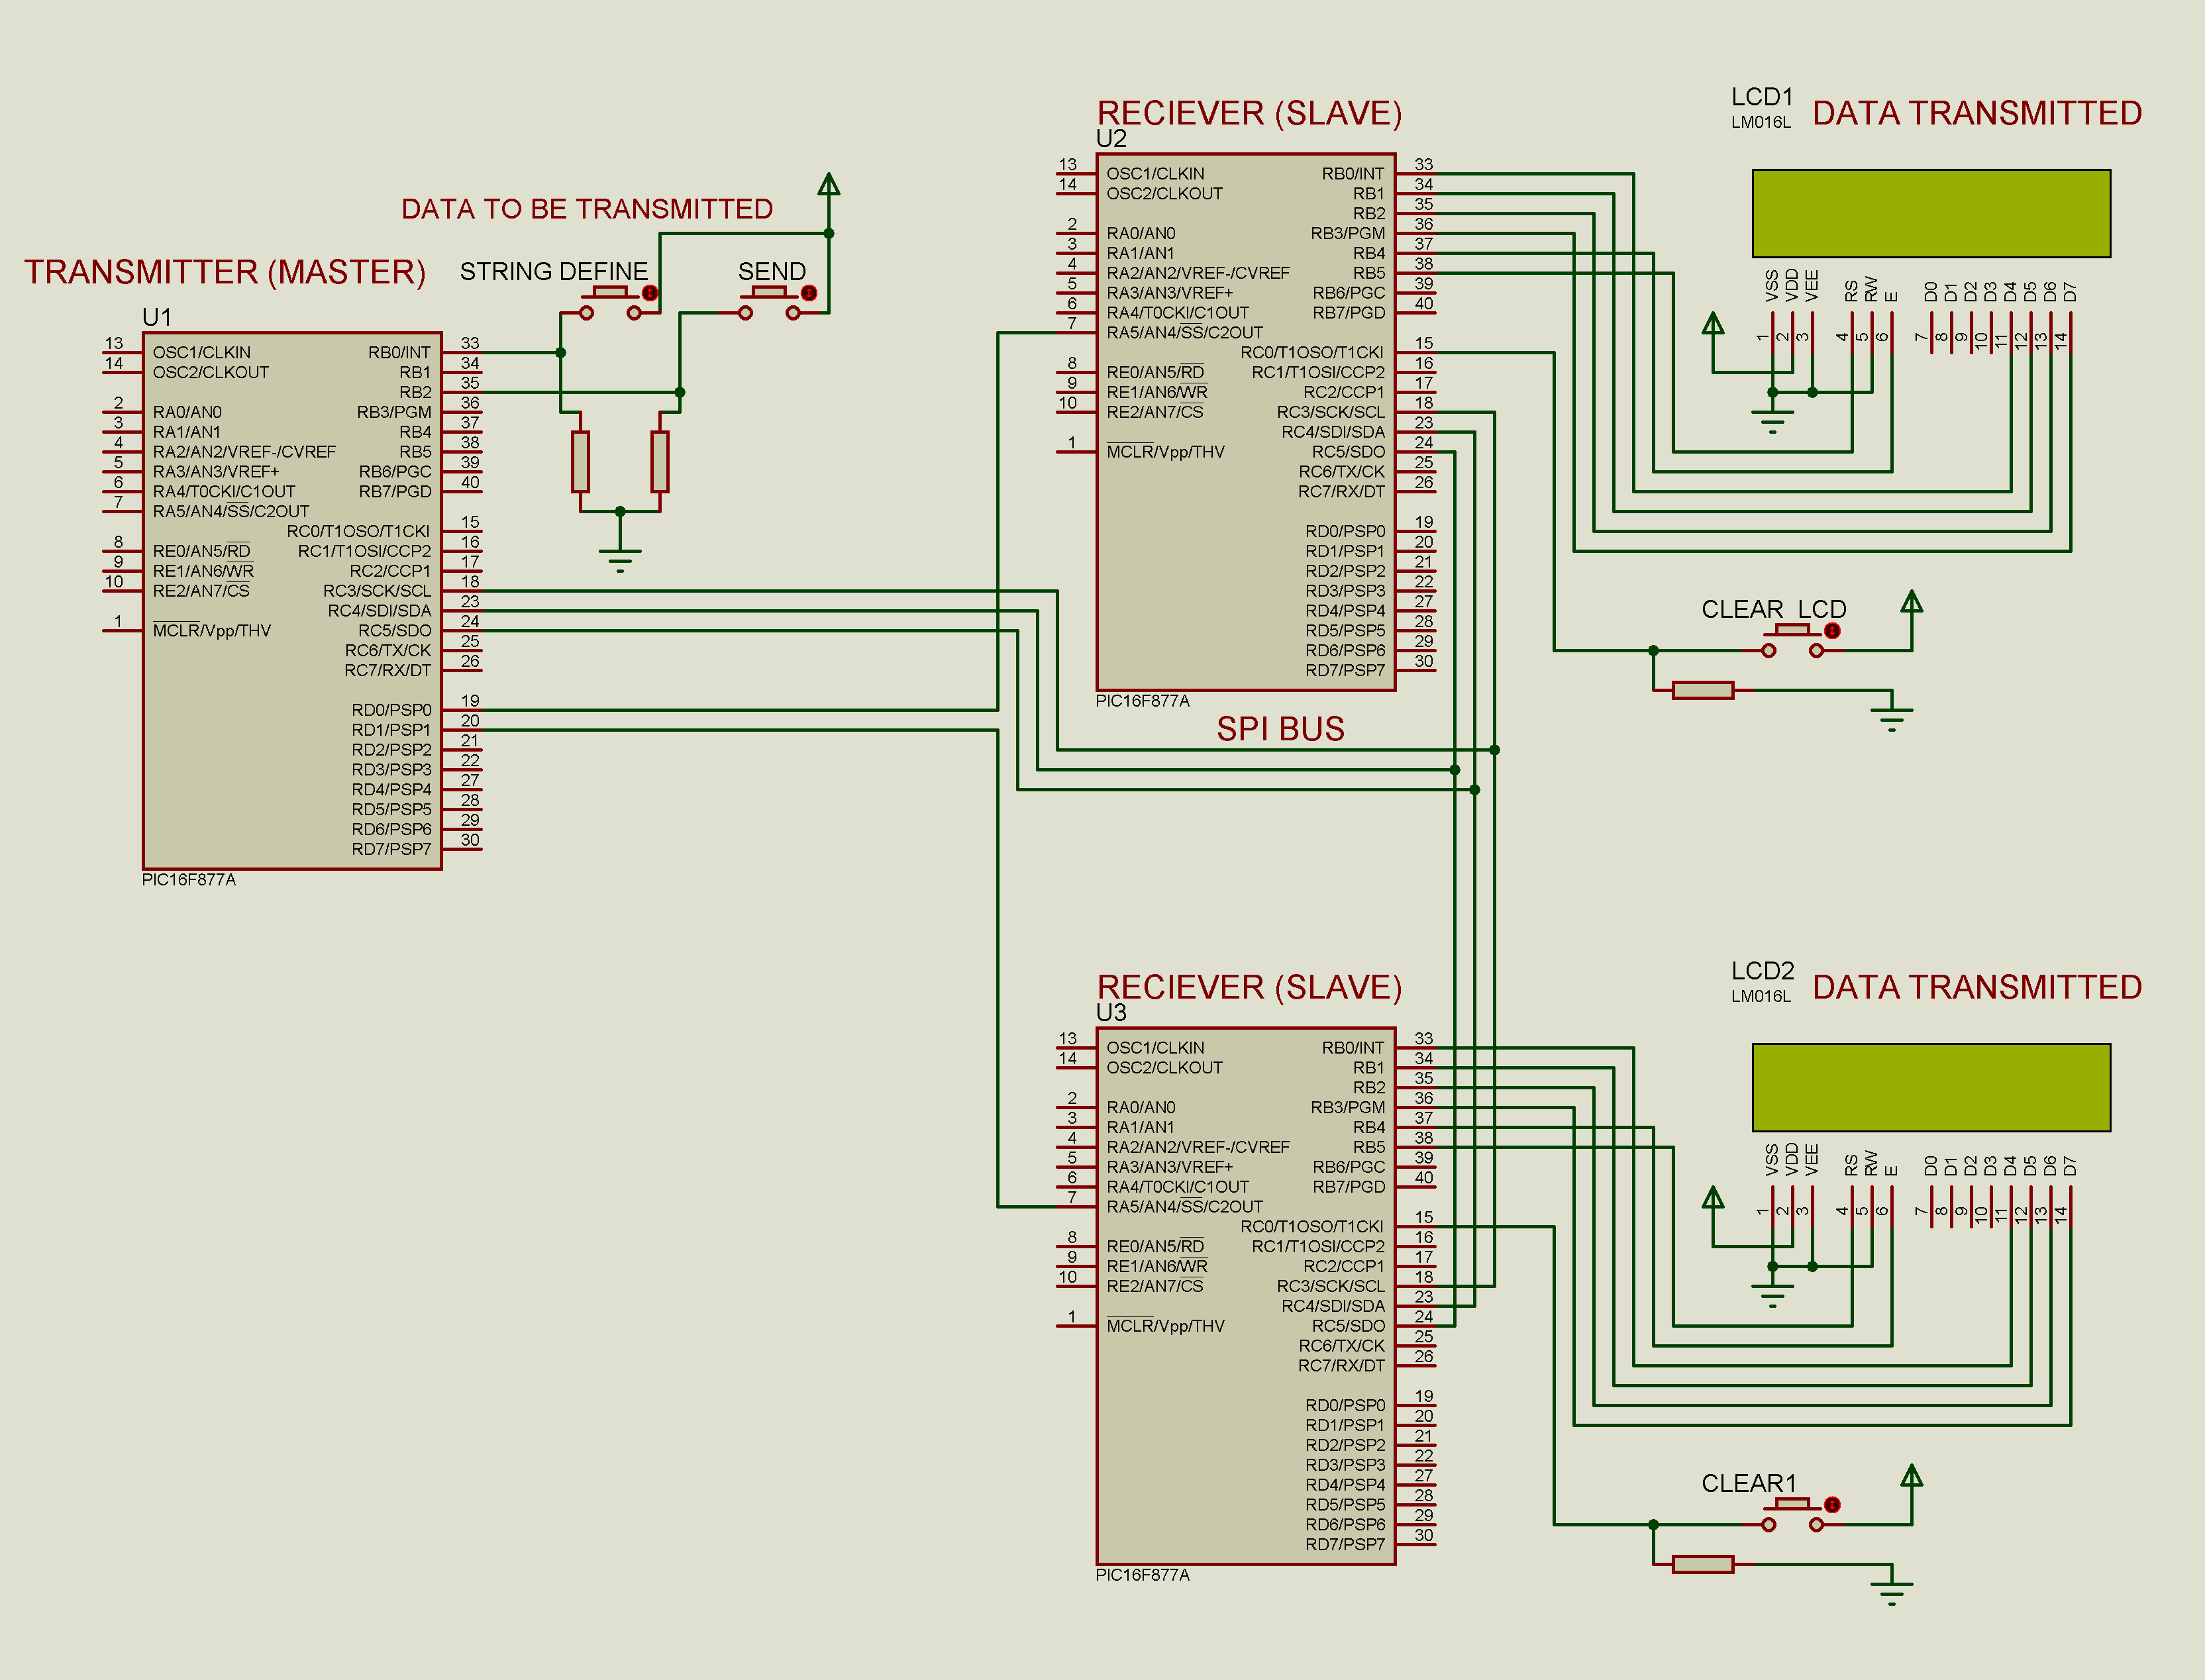 TRANSMITTER (MASTER)
U1
DATA TO BE TRANSMITTED
STRING DEFINE
SEND
13 OSC1/CLKIN
14 OSC2/CLKOUT
2 RA0/AN0
3 RA1/AN1
4 RA2/AN2/VREF-/CVREF
5 RA3/AN3/VREF+
6 RA4/T0CKI/C1OUT
7 RA5/AN4/SS/C2OUT
8 RE0/AN5/RD
9 RE1/AN6/WR
10 RE2/AN7/CS
1 MCLR/Vpp/THV
RB0/INT 33
RB1 34
RB2 35
RB3/PGM 36
RB4 37
RB5 38
RB6/PGC 39
RB7/PGD 40
RC0/T1OSO/T1CKI 15
RC1/T1OSI/CCP2 16
RC2/CCP1 17
RC3/SCK/SCL 18
RC4/SDI/SDA 23
RC5/SDO 24
RC6/TX/CK 25
RC7/RX/DT 26
RD0/PSP0 19
RD1/PSP1 20
RD2/PSP2 21
RD3/PSP3 22
RD4/PSP4 27
RD5/PSP5 28
RD6/PSP6 29
RD7/PSP7 30
PIC16F877A
RECIEVER (SLAVE)
U2
13 OSC1/CLKIN
14 OSC2/CLKOUT
2 RA0/AN0
3 RA1/AN1
4 RA2/AN2/VREF-/CVREF
5 RA3/AN3/VREF+
6 RA4/T0CKI/C1OUT
7 RA5/AN4/SS/C2OUT
8 RE0/AN5/RD
9 RE1/AN6/WR
10 RE2/AN7/CS
1 MCLR/Vpp/THV
RB0/INT 33
RB1 34
RB2 35
RB3/PGM 36
RB4 37
RB5 38
RB6/PGC 39
RB7/PGD 40
RC0/T1OSO/T1CKI 15
RC1/T1OSI/CCP2 16
RC2/CCP1 17
RC3/SCK/SCL 18
RC4/SDI/SDA 23
RC5/SDO 24
RC6/TX/CK 25
RC7/RX/DT 26
RD0/PSP0 19
RD1/PSP1 20
RD2/PSP2 21
RD3/PSP3 22
RD4/PSP4 27
RD5/PSP5 28
RD6/PSP6 29
RD7/PSP7 30
PIC16F877A
SPI BUS
LCD1
LM016L
DATA TRANSMITTED
VSS VDD VEE RS RW E D0 D1 D2 D3 D4 D5 D6 D7
1 2 3 4 5 6 7 8 9 10 11 12 13 14
CLEAR LCD
RECIEVER (SLAVE)
U3
13 OSC1/CLKIN
14 OSC2/CLKOUT
2 RA0/AN0
3 RA1/AN1
4 RA2/AN2/VREF-/CVREF
5 RA3/AN3/VREF+
6 RA4/T0CKI/C1OUT
7 RA5/AN4/SS/C2OUT
8 RE0/AN5/RD
9 RE1/AN6/WR
10 RE2/AN7/CS
1 MCLR/Vpp/THV
RB0/INT 33
RB1 34
RB2 35
RB3/PGM 36
RB4 37
RB5 38
RB6/PGC 39
RB7/PGD 40
RC0/T1OSO/T1CKI 15
RC1/T1OSI/CCP2 16
RC2/CCP1 17
RC3/SCK/SCL 18
RC4/SDI/SDA 23
RC5/SDO 24
RC6/TX/CK 25
RC7/RX/DT 26
RD0/PSP0 19
RD1/PSP1 20
RD2/PSP2 21
RD3/PSP3 22
RD4/PSP4 27
RD5/PSP5 28
RD6/PSP6 29
RD7/PSP7 30
PIC16F877A
LCD2
LM016L
DATA TRANSMITTED
VSS VDD VEE RS RW E D0 D1 D2 D3 D4 D5 D6 D7
1 2 3 4 5 6 7 8 9 10 11 12 13 14
CLEAR1